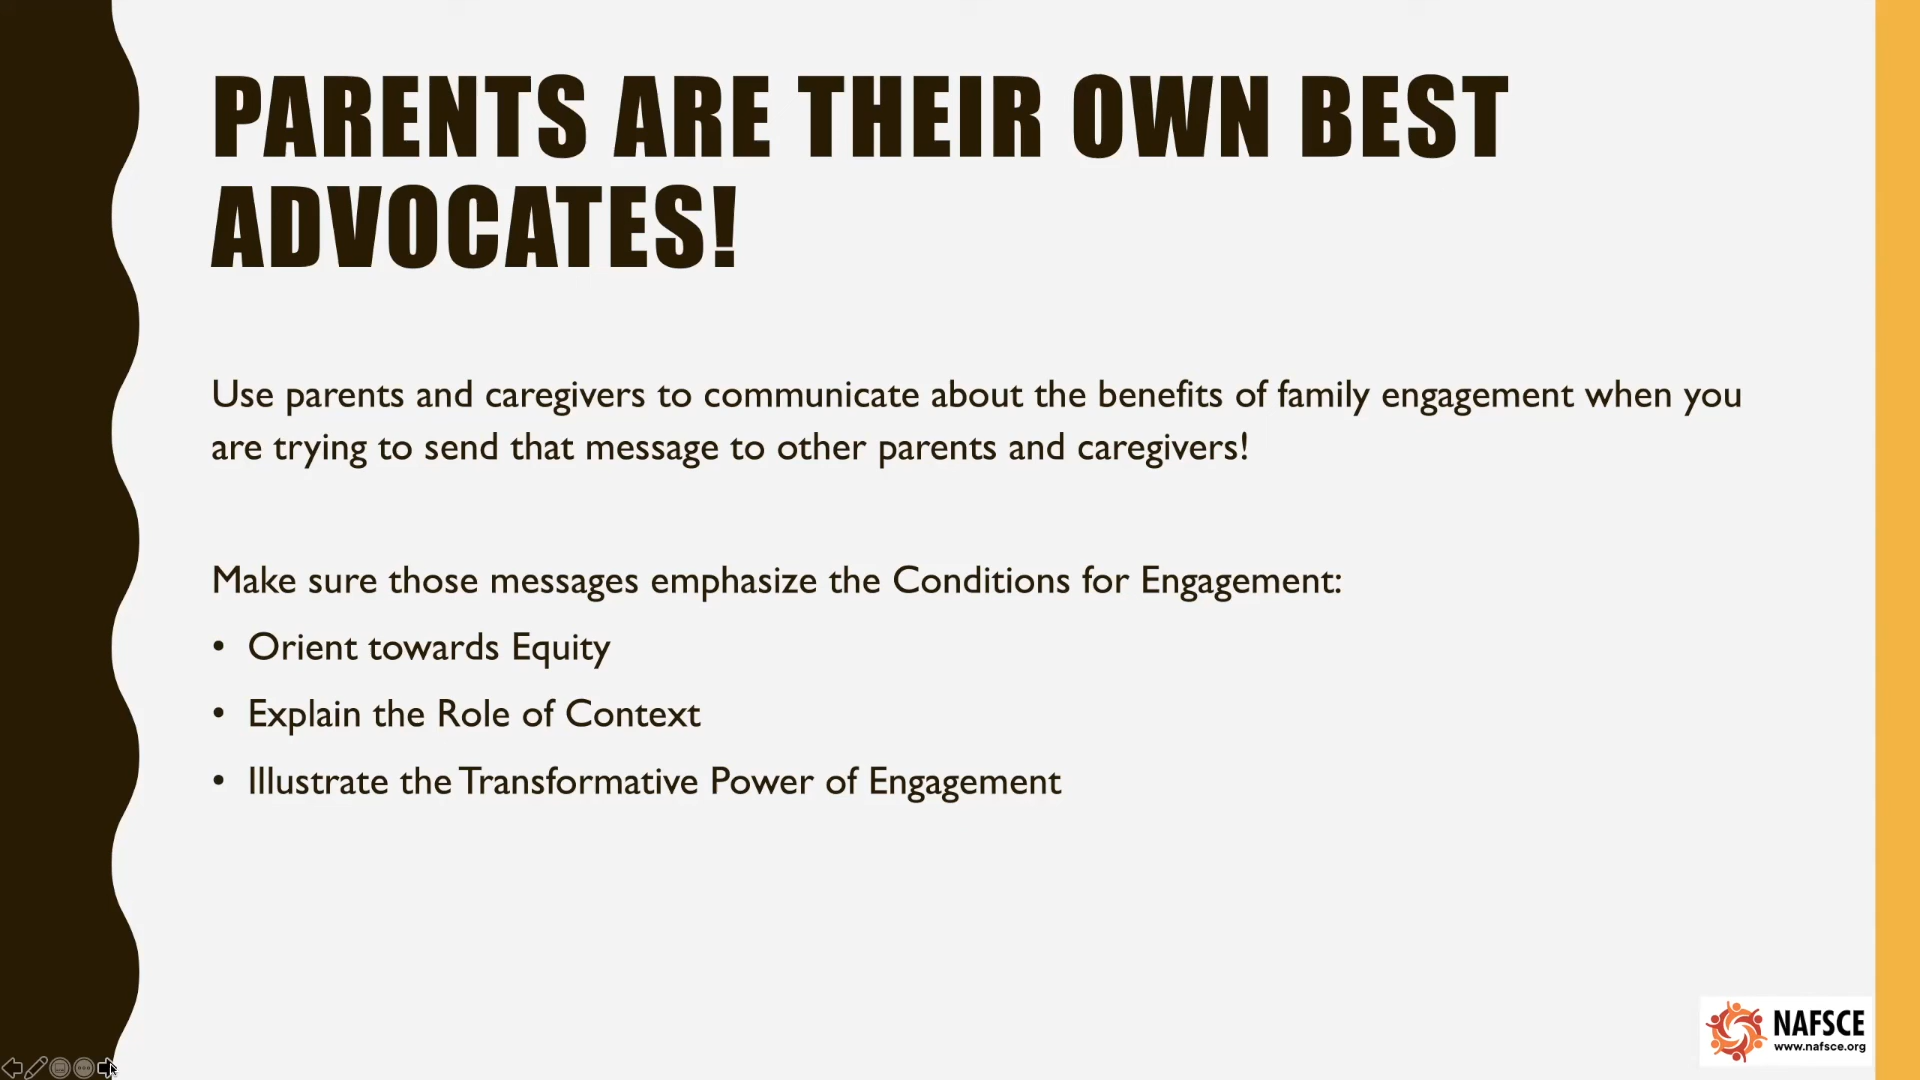 PARENTS ARE THEIR OWN BEST
ADVOCATES!
Use parents and caregivers to communicate about the benefits of family engagement when you
are trying to send that message to other parents and caregivers!
Make sure those messages emphasize the Conditions for Engagement:
• Orient towards Equity
• Explain the Role of Context
• Illustrate the Transformative Power of Engagement
NAFSCE
www.nafsce.org